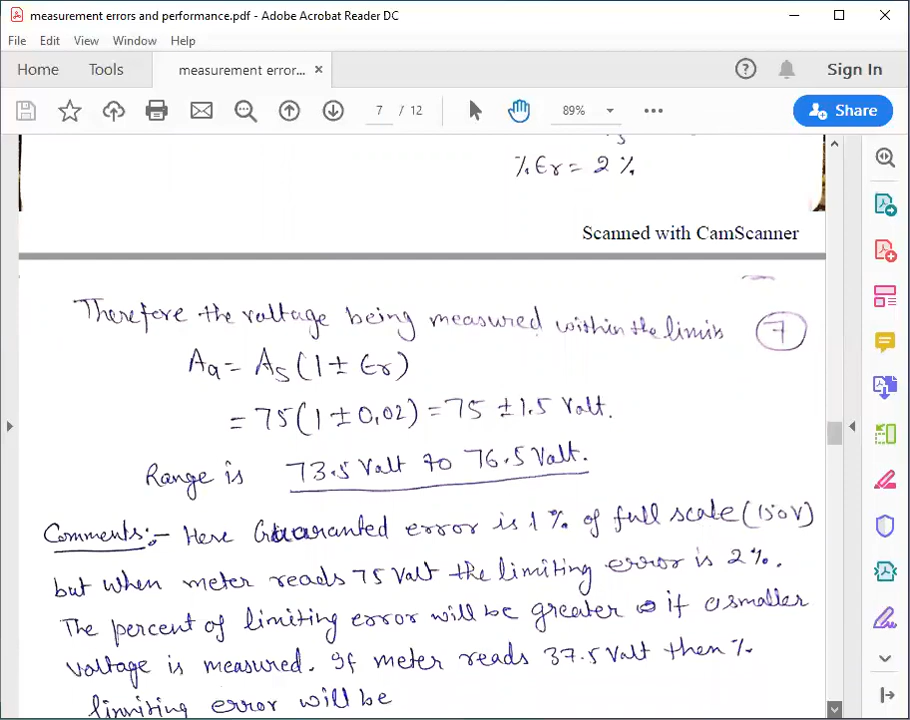 measurement errors and performance.pdf - Adobe Acrobat Reader DC
File Edit View Window Help
Home Tools measurement error... × Sign In
7 / 12 89% Share
% Er = 2 %
Scanned with CamScanner
Therefore the voltage being measured within the limits 7
Aa = As (1 ± Er)
= 75 (1 ± 0.02) = 75 ± 1.5 Volt.
Range is 73.5 Volt to 76.5 Volt.
Comments:- Here Guaranted error is 1 % of full scale (150V)
but when meter reads 75 Volt the limiting error is 2 %.
The percent of limiting error will be greater if a smaller
voltage is measured. If meter reads 37.5 Volt then %
limiting error will be